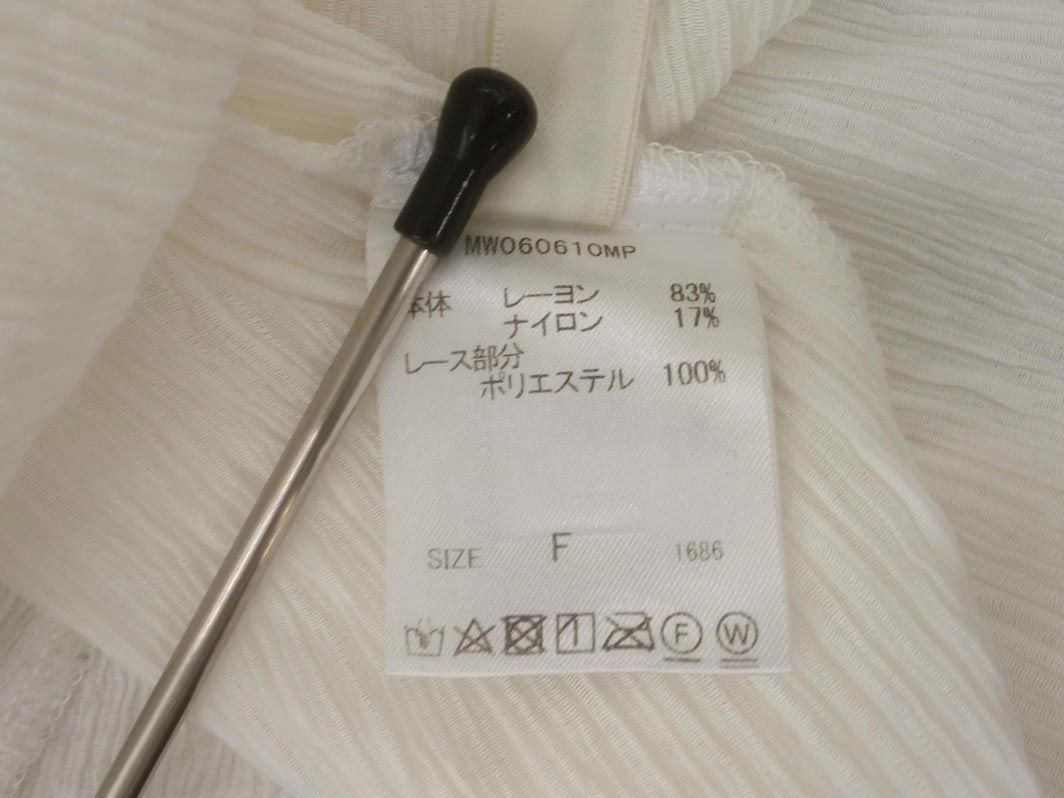 MW060610MP
本体 レーヨン 83%
ナイロン 17%
レース部分
ポリエステル 100%
SIZE F 1686
F W